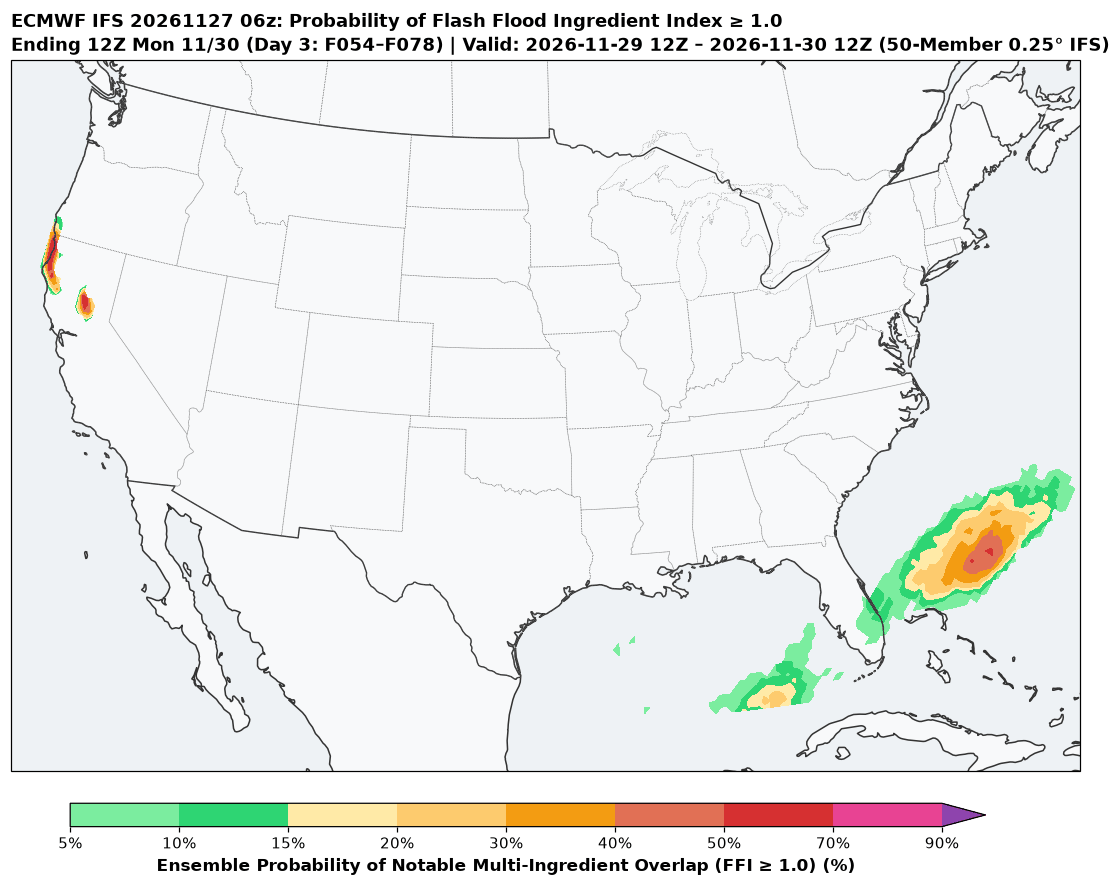 ECMWF IFS 20261127 06z: Probability of Flash Flood Ingredient Index ≥ 1.0
Ending 12Z Mon 11/30 (Day 3: F054–F078) | Valid: 2026-11-29 12Z – 2026-11-30 12Z (50-Member 0.25° IFS)
5% 10% 15% 20% 30% 40% 50% 70% 90%
Ensemble Probability of Notable Multi-Ingredient Overlap (FFI ≥ 1.0) (%)